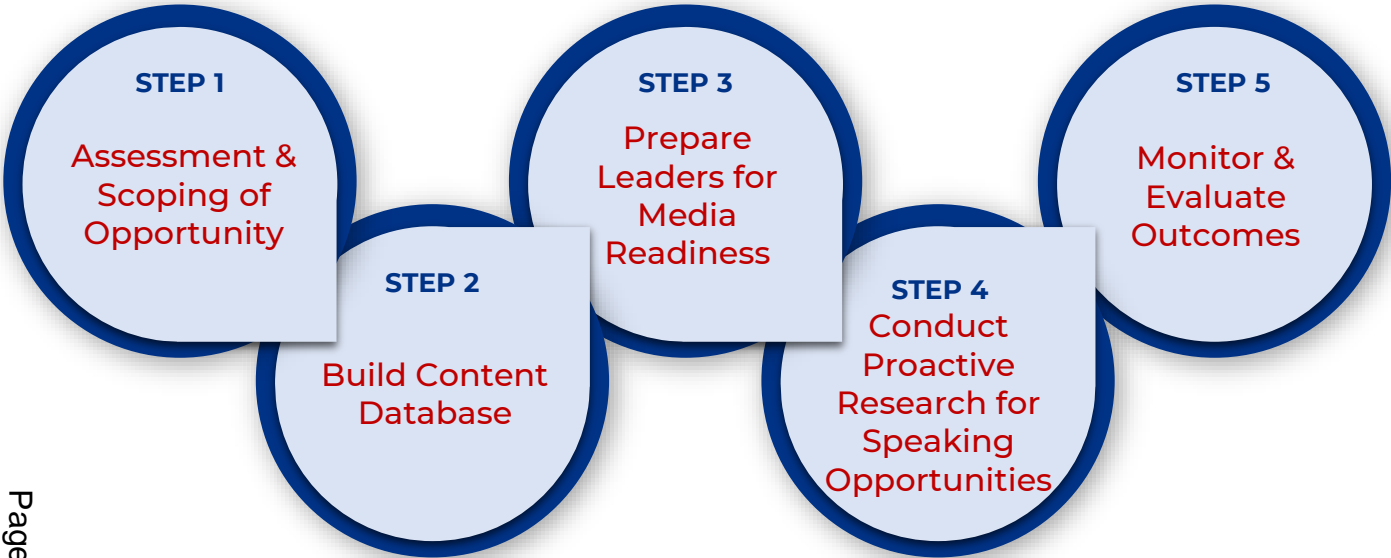 STEP 1
Assessment &
Scoping of
Opportunity
STEP 2
Build Content
Database
STEP 3
Prepare
Leaders for
Media
Readiness
STEP 4
Conduct
Proactive
Research for
Speaking
Opportunities
STEP 5
Monitor &
Evaluate
Outcomes
Page